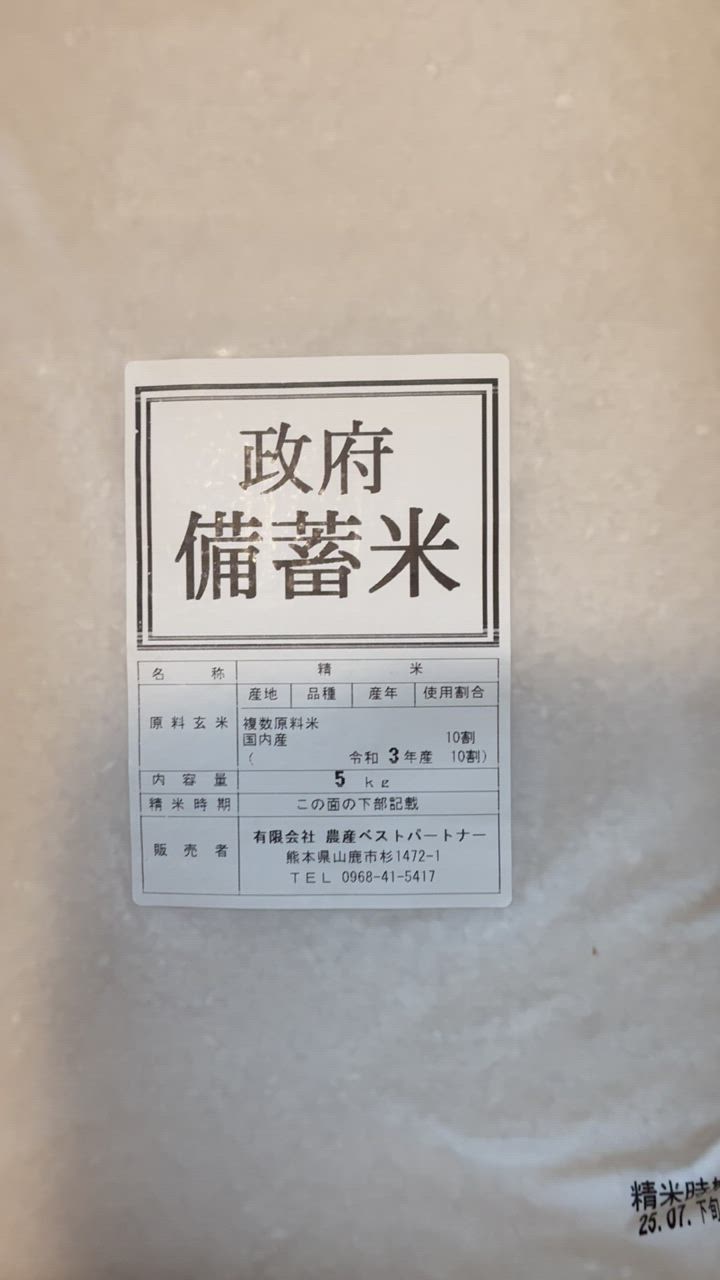 政府
備蓄米
名称 精米
原料玄米 産地 品種 産年 使用割合
複数原料米
国内産 10割
( 令和 3年産 10割)
内容量 5 kg
精米時期 この面の下部記載
販売者 有限会社 農産ベストパートナー
熊本県山鹿市杉1472-1
TEL 0968-41-5417
精米時期
25.07.下旬